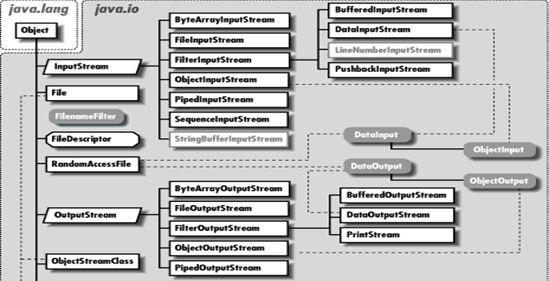 java.lang
java.io
Object
InputStream
File
FilenameFilter
FileDescriptor
RandomAccessFile
OutputStream
ObjectStreamClass
ByteArrayInputStream
FileInputStream
FilterInputStream
ObjectInputStream
PipedInputStream
SequenceInputStream
StringBufferInputStream
BufferedInputStream
DataInputStream
LineNumberInputStream
PushbackInputStream
DataInput
ObjectInput
DataOutput
ObjectOutput
ByteArrayOutputStream
FileOutputStream
FilterOutputStream
ObjectOutputStream
PipedOutputStream
BufferedOutputStream
DataOutputStream
PrintStream